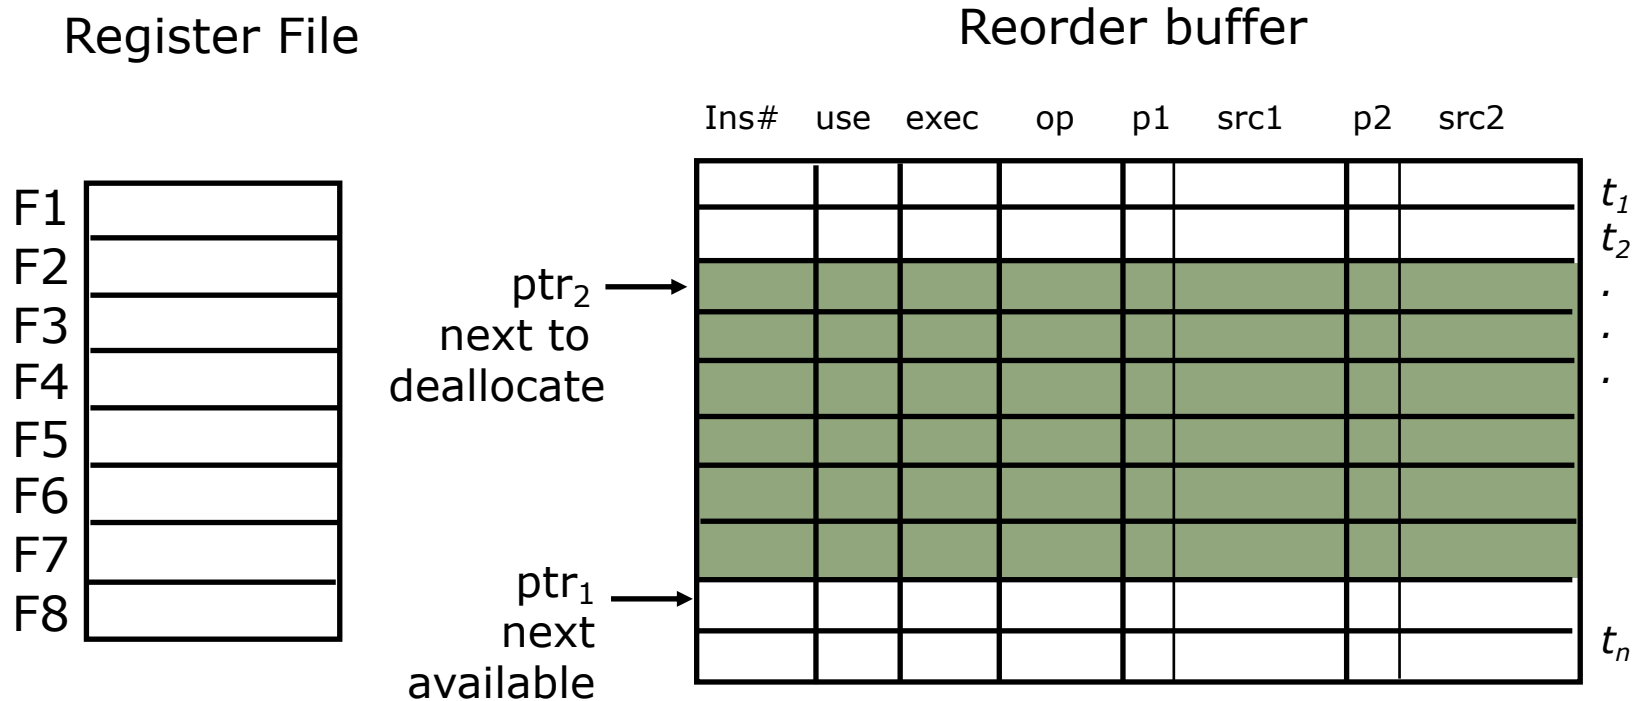 Register File
Reorder buffer
Ins# use exec op p1 src1 p2 src2
F1
F2
F3
F4
F5
F6
F7
F8
ptr₂
next to
deallocate
ptr₁
next
available
t₁
t₂
.
.
.
tₙ